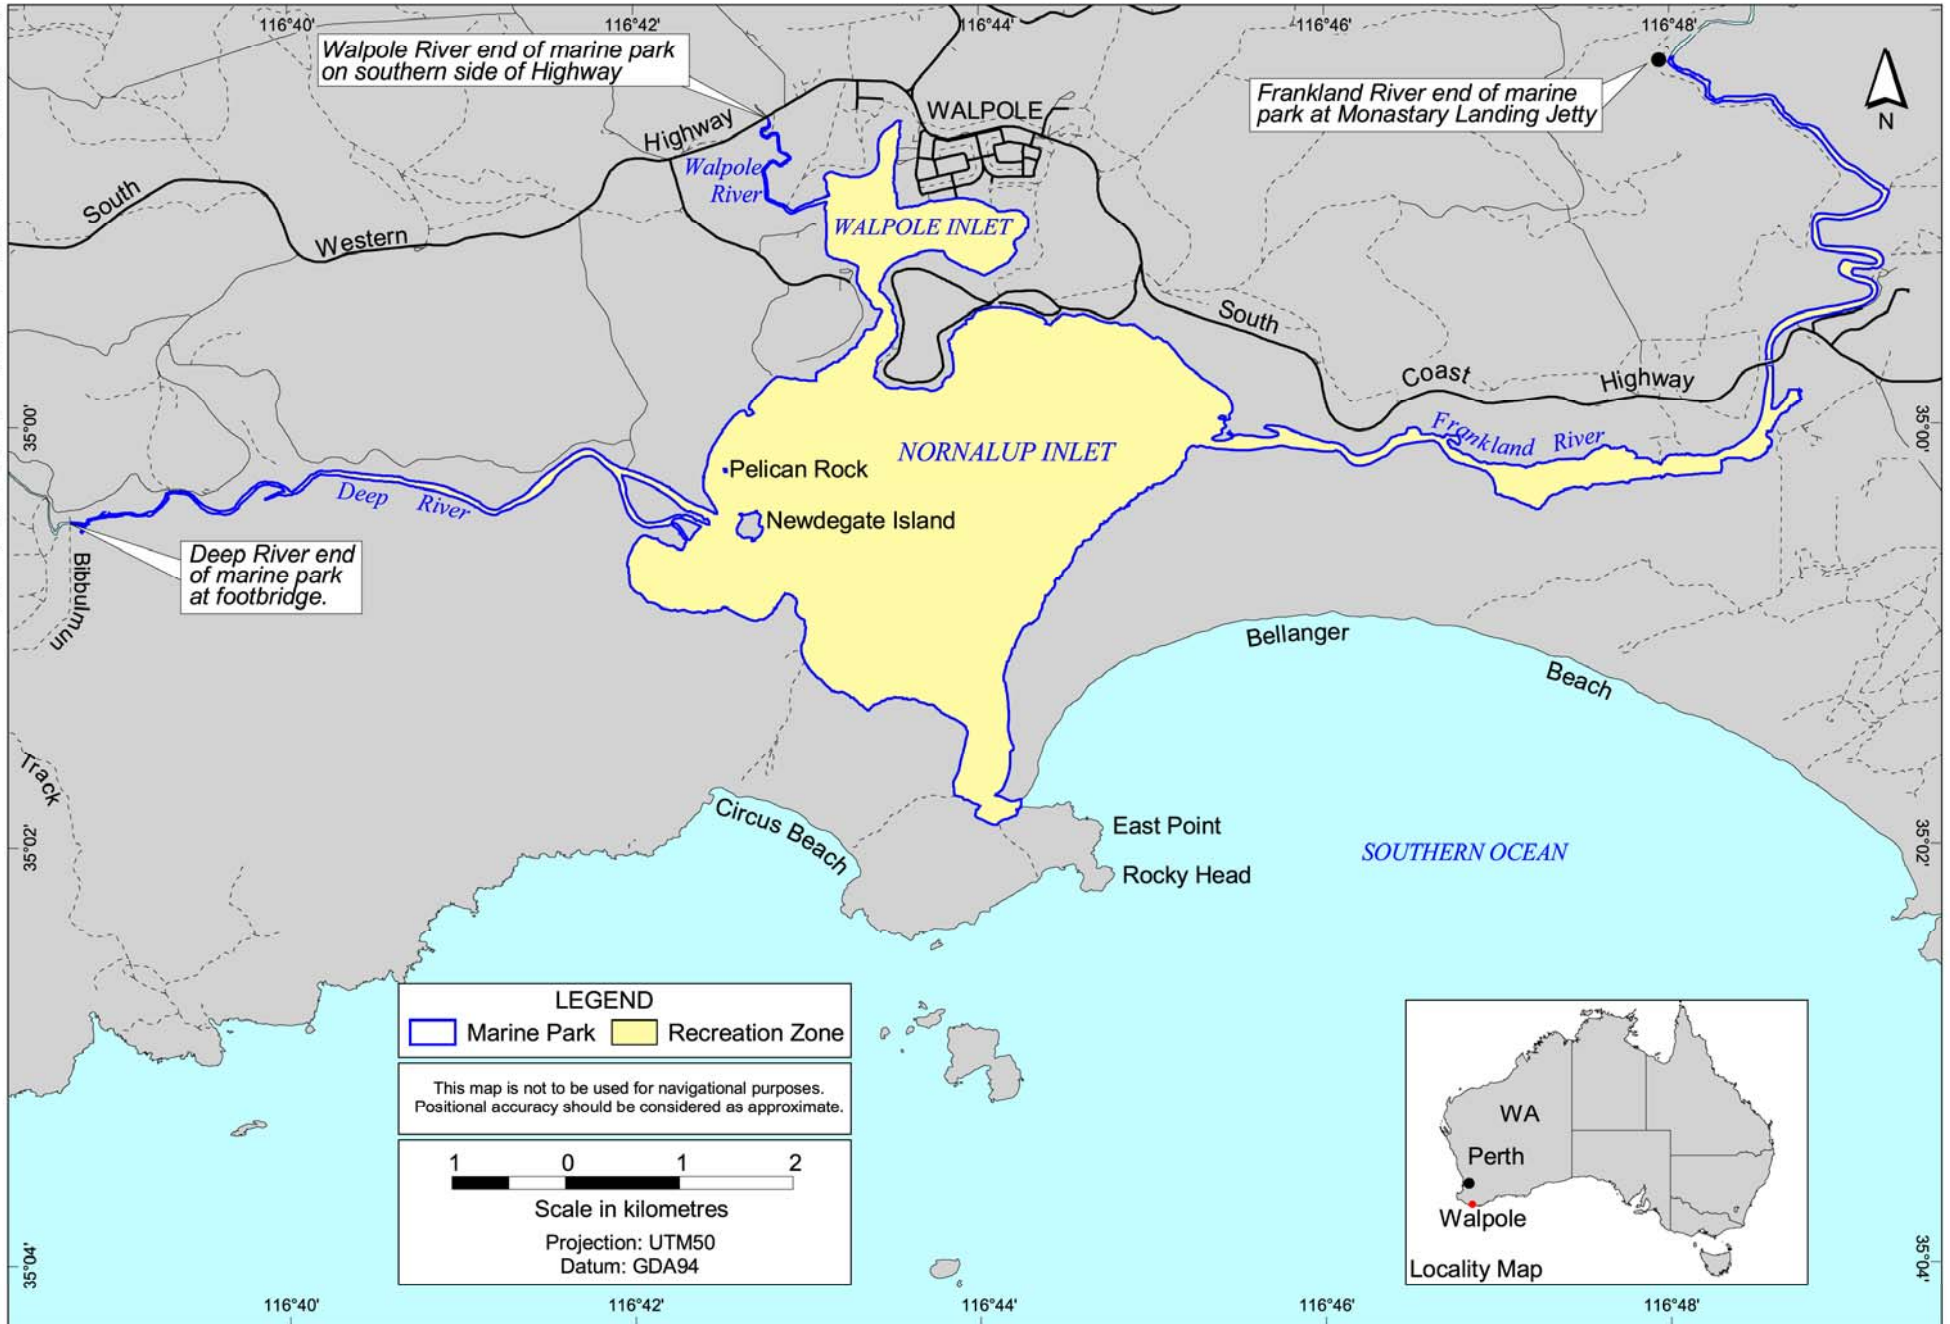 116°40'
116°42'
116°44'
116°46'
116°48'
Walpole River end of marine park
on southern side of Highway
Frankland River end of marine
park at Monastary Landing Jetty
N
WALPOLE
Highway
Walpole
River
South
Western
WALPOLE INLET
South
Coast
Highway
35°00'
35°00'
Frankland River
NORNALUP INLET
Pelican Rock
Deep River
Newdegate Island
Deep River end
of marine park
at footbridge.
Bibbulmun
Track
Bellanger
Beach
Circus Beach
East Point
Rocky Head
SOUTHERN OCEAN
35°02'
35°02'
LEGEND
Marine Park
Recreation Zone
This map is not to be used for navigational purposes.
Positional accuracy should be considered as approximate.
1 0 1 2
Scale in kilometres
Projection: UTM50
Datum: GDA94
WA
Perth
Walpole
Locality Map
35°04'
35°04'
116°40'
116°42'
116°44'
116°46'
116°48'